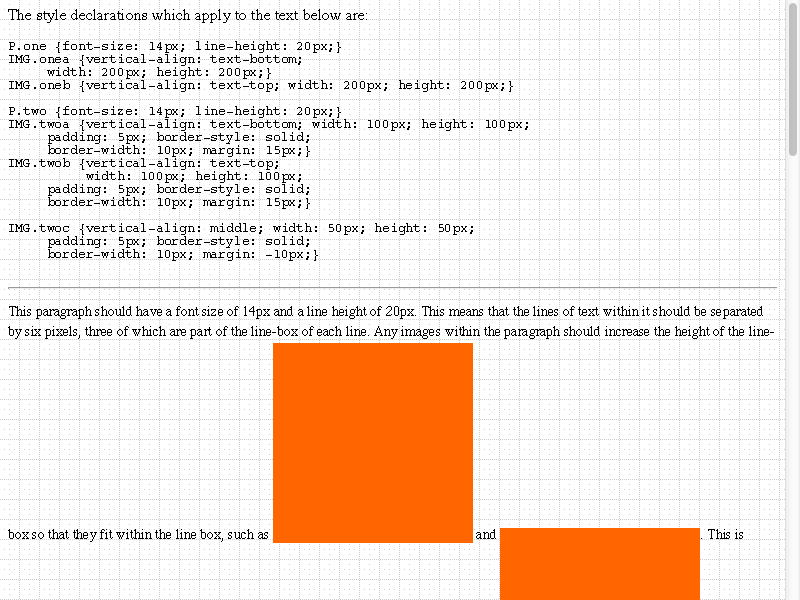 The style declarations which apply to the text below are:
P.one {font-size: 14px; line-height: 20px;}
IMG.onea {vertical-align: text-bottom;
width: 200px; height: 200px;}
IMG.oneb {vertical-align: text-top; width: 200px; height: 200px;}
P.two {font-size: 14px; line-height: 20px;}
IMG.twoa {vertical-align: text-bottom; width: 100px; height: 100px;
padding: 5px; border-style: solid;
border-width: 10px; margin: 15px;}
IMG.twob {vertical-align: text-top;
width: 100px; height: 100px;
padding: 5px; border-style: solid;
border-width: 10px; margin: 15px;}
IMG.twoc {vertical-align: middle; width: 50px; height: 50px;
padding: 5px; border-style: solid;
border-width: 10px; margin: -10px;}
This paragraph should have a font size of 14px and a line height of 20px. This means that the lines of text within it should be separated
by six pixels, three of which are part of the line-box of each line. Any images within the paragraph should increase the height of the line-
box so that they fit within the line box, such as and . This is